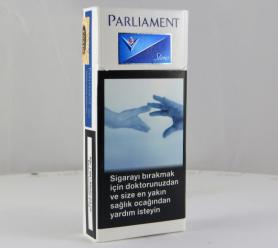 PARLIAMENT
Slims
Sigarayı bırakmak
için doktorunuzdan
ve size en yakın
sağlık ocağından
yardım isteyin